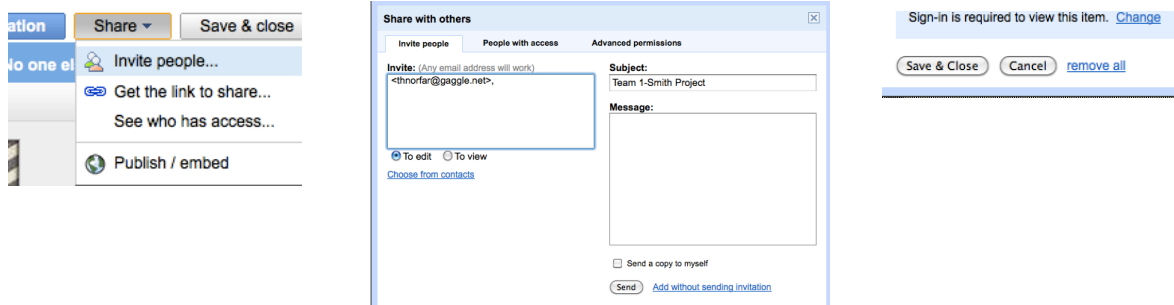 ation Share Save & close
No one el
Invite people...
Get the link to share...
See who has access...
Publish / embed
Share with others
Invite people People with access Advanced permissions
Invite: (Any email address will work)
<thnorfar@gaggle.net>,
To edit To view
Choose from contacts
Subject:
Team 1-Smith Project
Message:
Send a copy to myself
Send Add without sending invitation
Sign-in is required to view this item. Change
Save & Close Cancel remove all